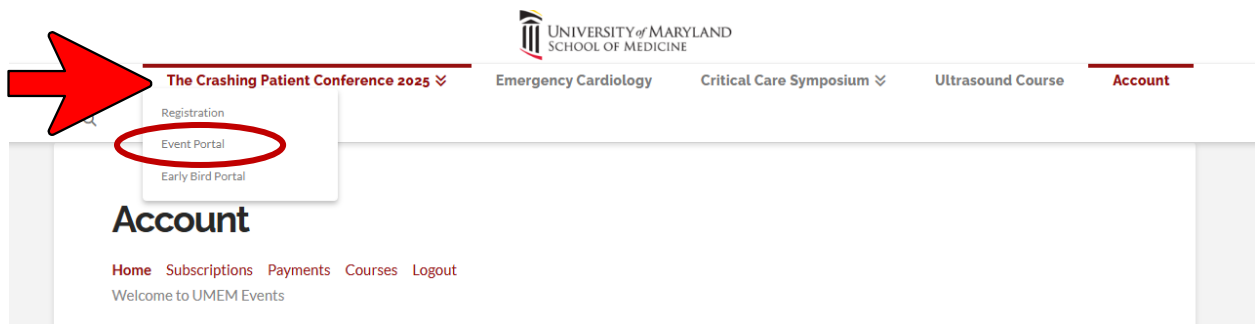 UNIVERSITY of MARYLAND
SCHOOL OF MEDICINE
The Crashing Patient Conference 2025 Emergency Cardiology Critical Care Symposium Ultrasound Course Account
Registration
Event Portal
Early Bird Portal
Account
Home Subscriptions Payments Courses Logout
Welcome to UMEM Events